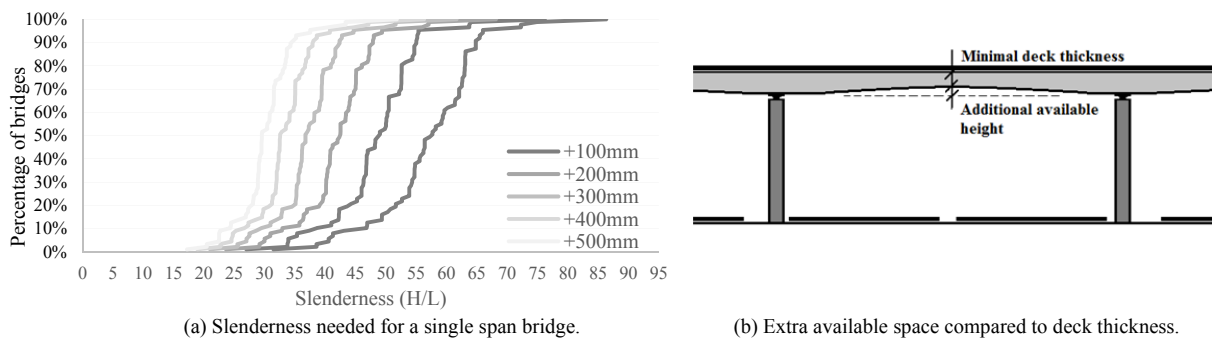 100%
90%
80%
70%
60%
50%
40%
30%
20%
10%
0%
Percentage of bridges
+100mm
+200mm
+300mm
+400mm
+500mm
0 5 10 15 20 25 30 35 40 45 50 55 60 65 70 75 80 85 90 95
Slenderness (H/L)
(a) Slenderness needed for a single span bridge.
Minimal deck thickness
Additional available
height
(b) Extra available space compared to deck thickness.